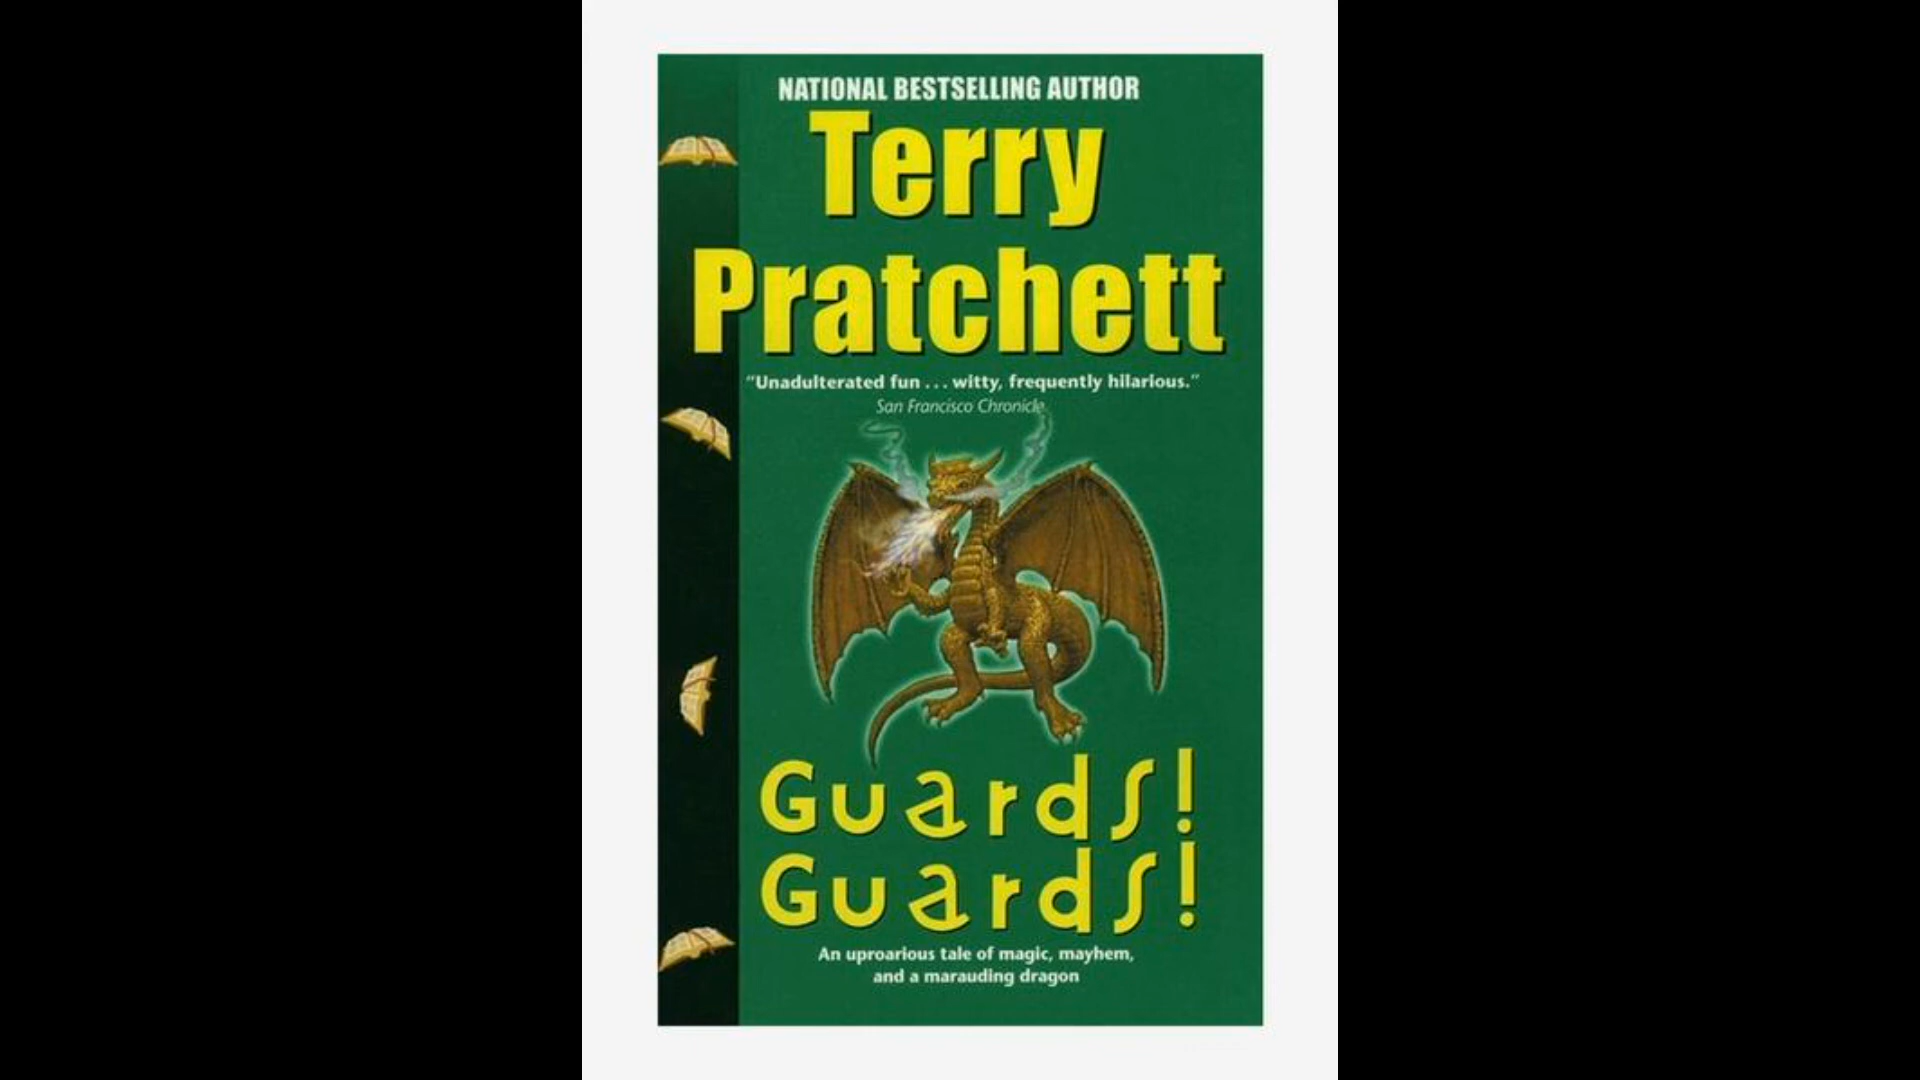 NATIONAL BESTSELLING AUTHOR
Terry
Pratchett
"Unadulterated fun . . . witty, frequently hilarious."
San Francisco Chronicle
Guards!
Guards!
An uproarious tale of magic, mayhem,
and a marauding dragon